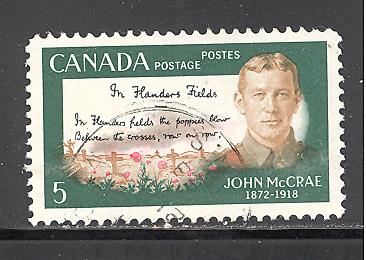 CANADA POSTES
POSTAGE
In Flanders Fields
In Flanders fields the poppies blow
Between the crosses, row on row,
5
JOHN McCRAE
1872-1918